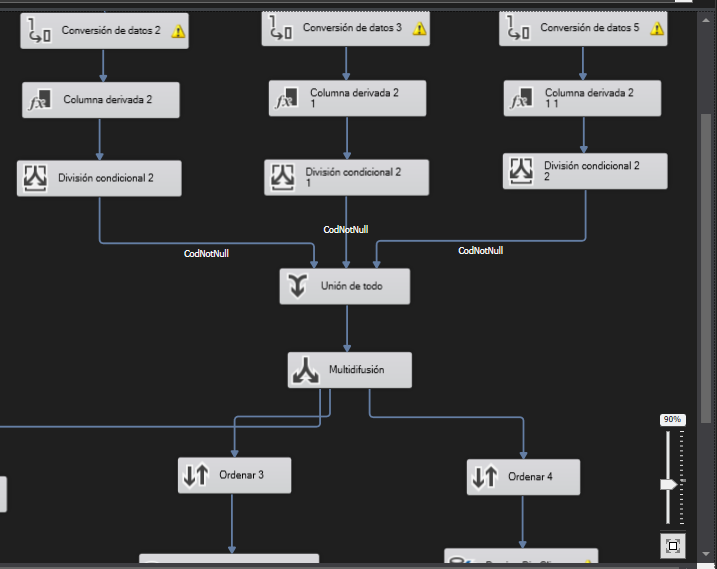 Conversión de datos 2
Conversión de datos 3
Conversión de datos 5
Columna derivada 2
Columna derivada 2
1
Columna derivada 2
1 1
División condicional 2
División condicional 2
1
División condicional 2
2
CodNotNull
CodNotNull
CodNotNull
Unión de todo
Multidifusión
90%
Ordenar 3
Ordenar 4